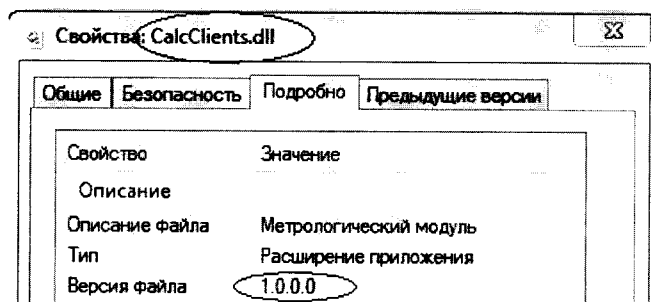 Свойства: CalcClients.dll
Общие Безопасность Подробно Предыдущие версии
Свойство Значение
Описание
Описание файла Метрологический модуль
Тип Расширение приложения
Версия файла 1.0.0.0